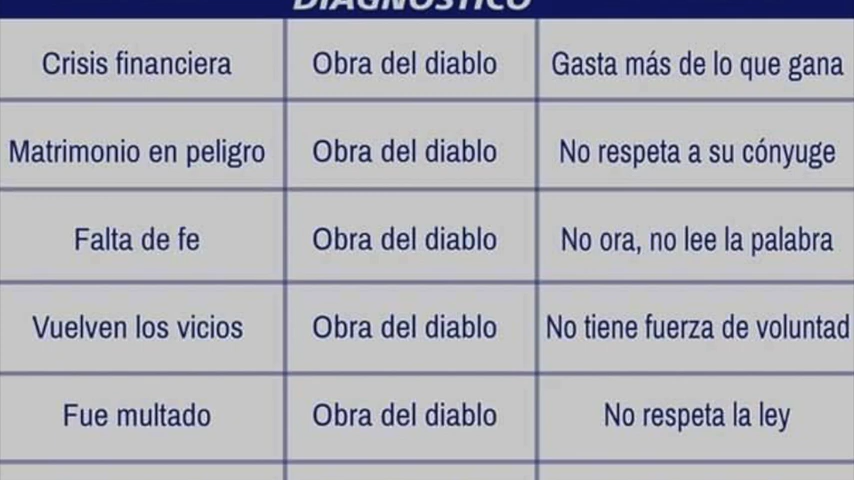 DIAGNÓSTICO
Crisis financiera
Obra del diablo
Gasta más de lo que gana
Matrimonio en peligro
Obra del diablo
No respeta a su cónyuge
Falta de fe
Obra del diablo
No ora, no lee la palabra
Vuelven los vicios
Obra del diablo
No tiene fuerza de voluntad
Fue multado
Obra del diablo
No respeta la ley